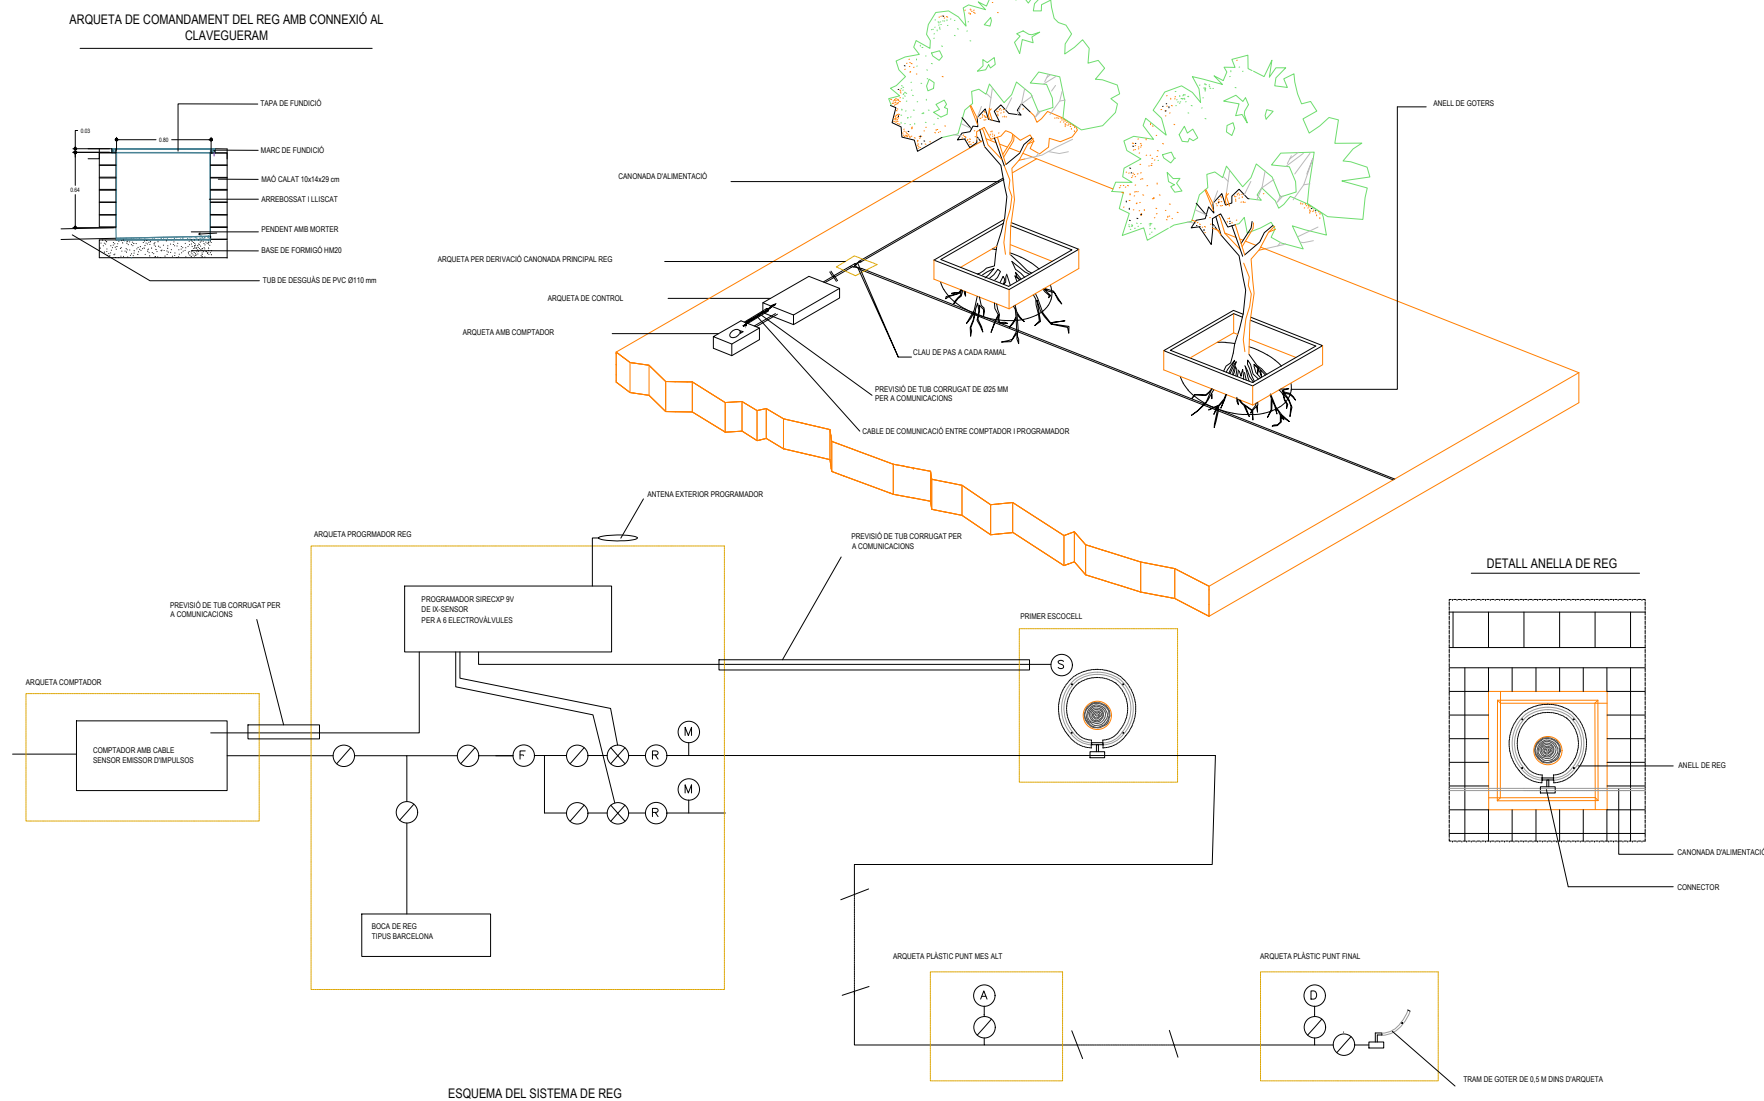 ARQUETA DE COMANDAMENT DEL REG AMB CONNEXIÓ AL
CLAVEGUERAM
TAPA DE FUNDICIÓ
0.03
0.80
MARC DE FUNDICIÓ
MAÓ CALAT 10x14x29 cm
0.64
ARREBOSSAT I LLISCAT
PENDENT AMB MORTER
BASE DE FORMIGÓ HM20
TUB DE DESGUÀS DE PVC Ø110 mm
ANELL DE GOTERS
CANONADA D'ALIMENTACIÓ
ARQUETA PER DERIVACIÓ CANONADA PRINCIPAL REG
ARQUETA DE CONTROL
ARQUETA AMB COMPTADOR
CLAU DE PAS A CADA RAMAL
PREVISIÓ DE TUB CORRUGAT DE Ø25 MM
PER A COMUNICACIONS
CABLE DE COMUNICACIÓ ENTRE COMPTADOR I PROGRAMADOR
ANTENA EXTERIOR PROGRAMADOR
ARQUETA PROGRMADOR REG
PREVISIÓ DE TUB CORRUGAT PER
A COMUNICACIONS
PROGRAMADOR SIRECXP 9V
DE IX-SENSOR
PER A 6 ELECTROVÀLVULES
PREVISIÓ DE TUB CORRUGAT PER
A COMUNICACIONS
PRIMER ESCOCELL
S
ARQUETA COMPTADOR
COMPTADOR AMB CABLE
SENSOR EMISSOR D'IMPULSOS
F
R
M
R
M
BOCA DE REG
TIPUS BARCELONA
DETALL ANELLA DE REG
ANELL DE REG
CANONADA D'ALIMENTACIÓ
CONNECTOR
ARQUETA PLÀSTIC PUNT MES ALT
A
ARQUETA PLÀSTIC PUNT FINAL
D
TRAM DE GOTER DE 0,5 M DINS D'ARQUETA
ESQUEMA DEL SISTEMA DE REG